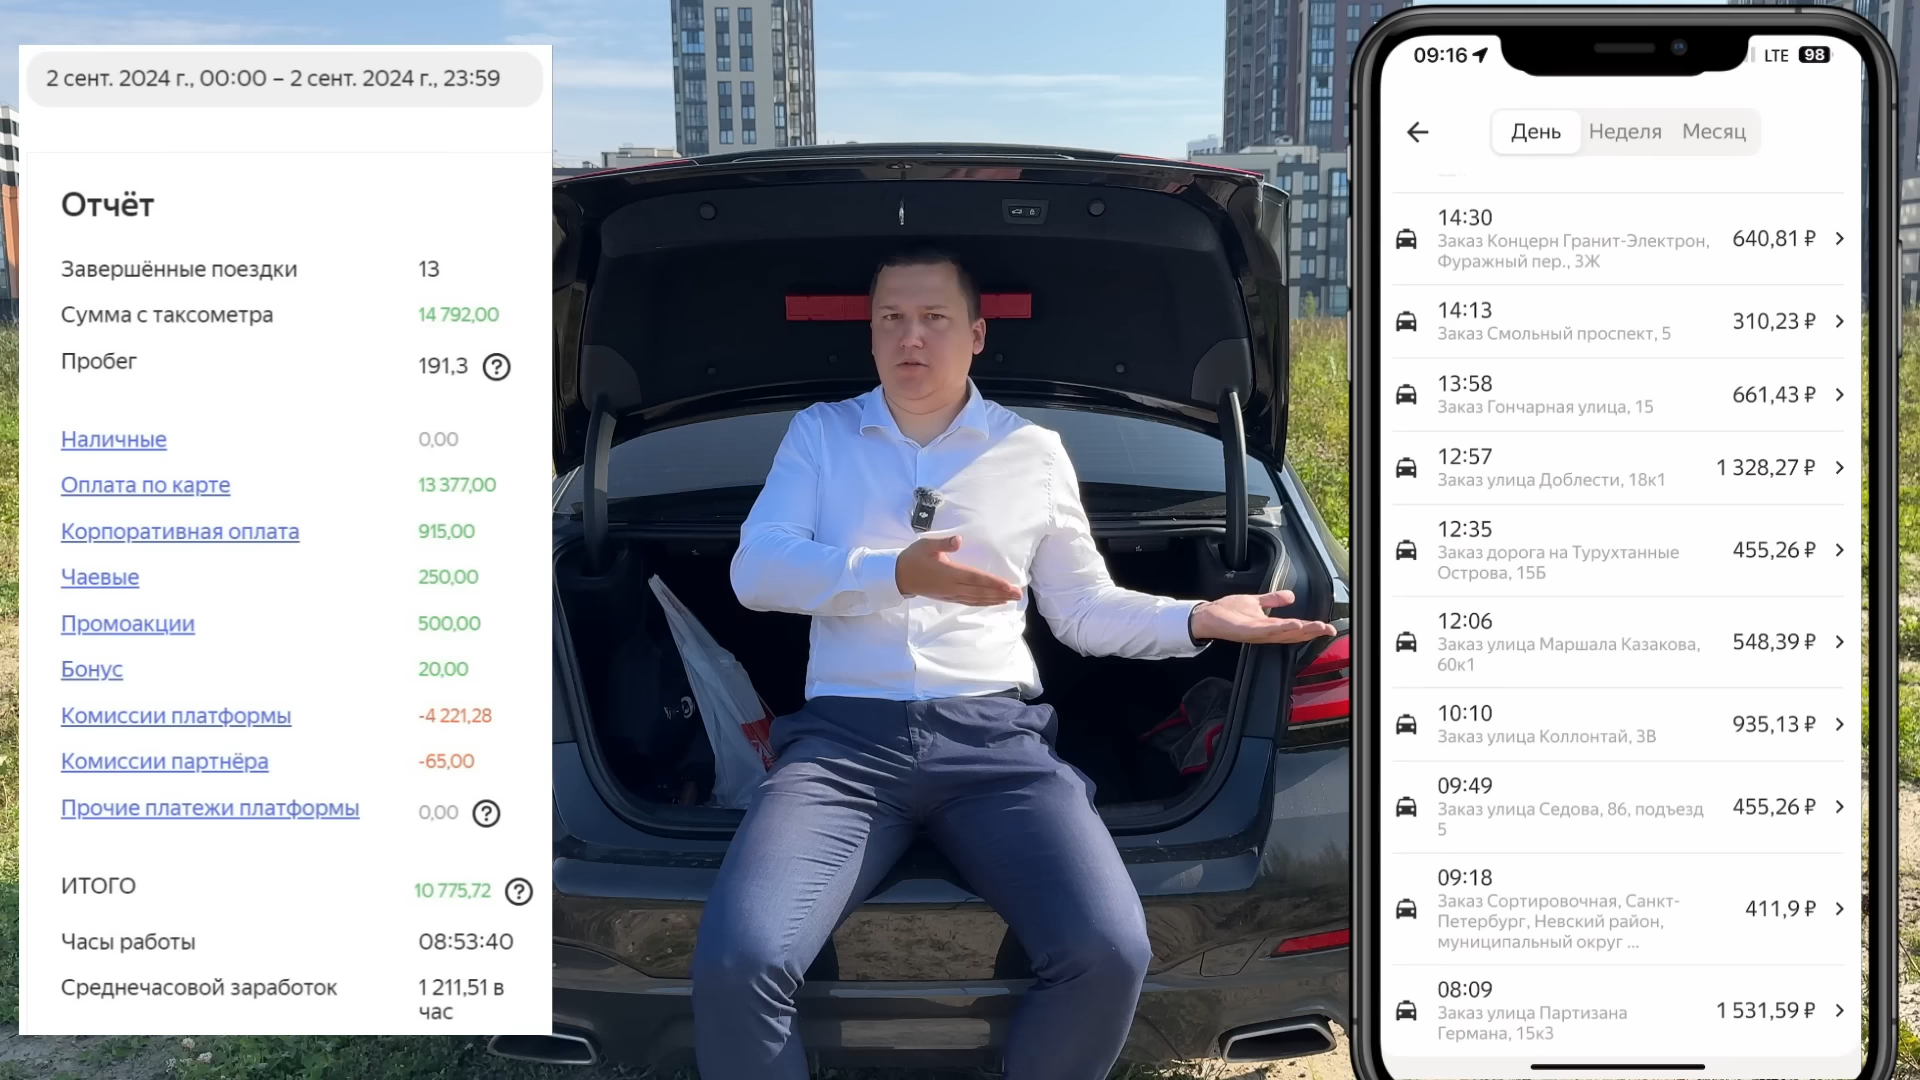 2 сент. 2024 г., 00:00 – 2 сент. 2024 г., 23:59
Отчёт
Завершённые поездки 13
Сумма с таксометра 14 792,00
Пробег 191,3 ?
Наличные 0,00
Оплата по карте 13 377,00
Корпоративная оплата 915,00
Чаевые 250,00
Промоакции 500,00
Бонус 20,00
Комиссии платформы -4 221,28
Комиссии партнёра -65,00
Прочие платежи платформы 0,00 ?
ИТОГО 10 775,72 ?
Часы работы 08:53:40
Среднечасовой заработок 1 211,51 в
час
09:16 LTE 98
День Неделя Месяц
14:30
Заказ Концерн Гранит-Электрон,
Фуражный пер., 3Ж
640,81 ₽
14:13
Заказ Смольный проспект, 5
310,23 ₽
13:58
Заказ Гончарная улица, 15
661,43 ₽
12:57
Заказ улица Доблести, 18к1
1 328,27 ₽
12:35
Заказ дорога на Турухтанные
Острова, 15Б
455,26 ₽
12:06
Заказ улица Маршала Казакова,
60к1
548,39 ₽
10:10
Заказ улица Коллонтай, 3В
935,13 ₽
09:49
Заказ улица Седова, 86, подъезд
5
455,26 ₽
09:18
Заказ Сортировочная, Санкт-
Петербург, Невский район,
муниципальный округ ...
411,9 ₽
08:09
Заказ улица Партизана
Германа, 15к3
1 531,59 ₽